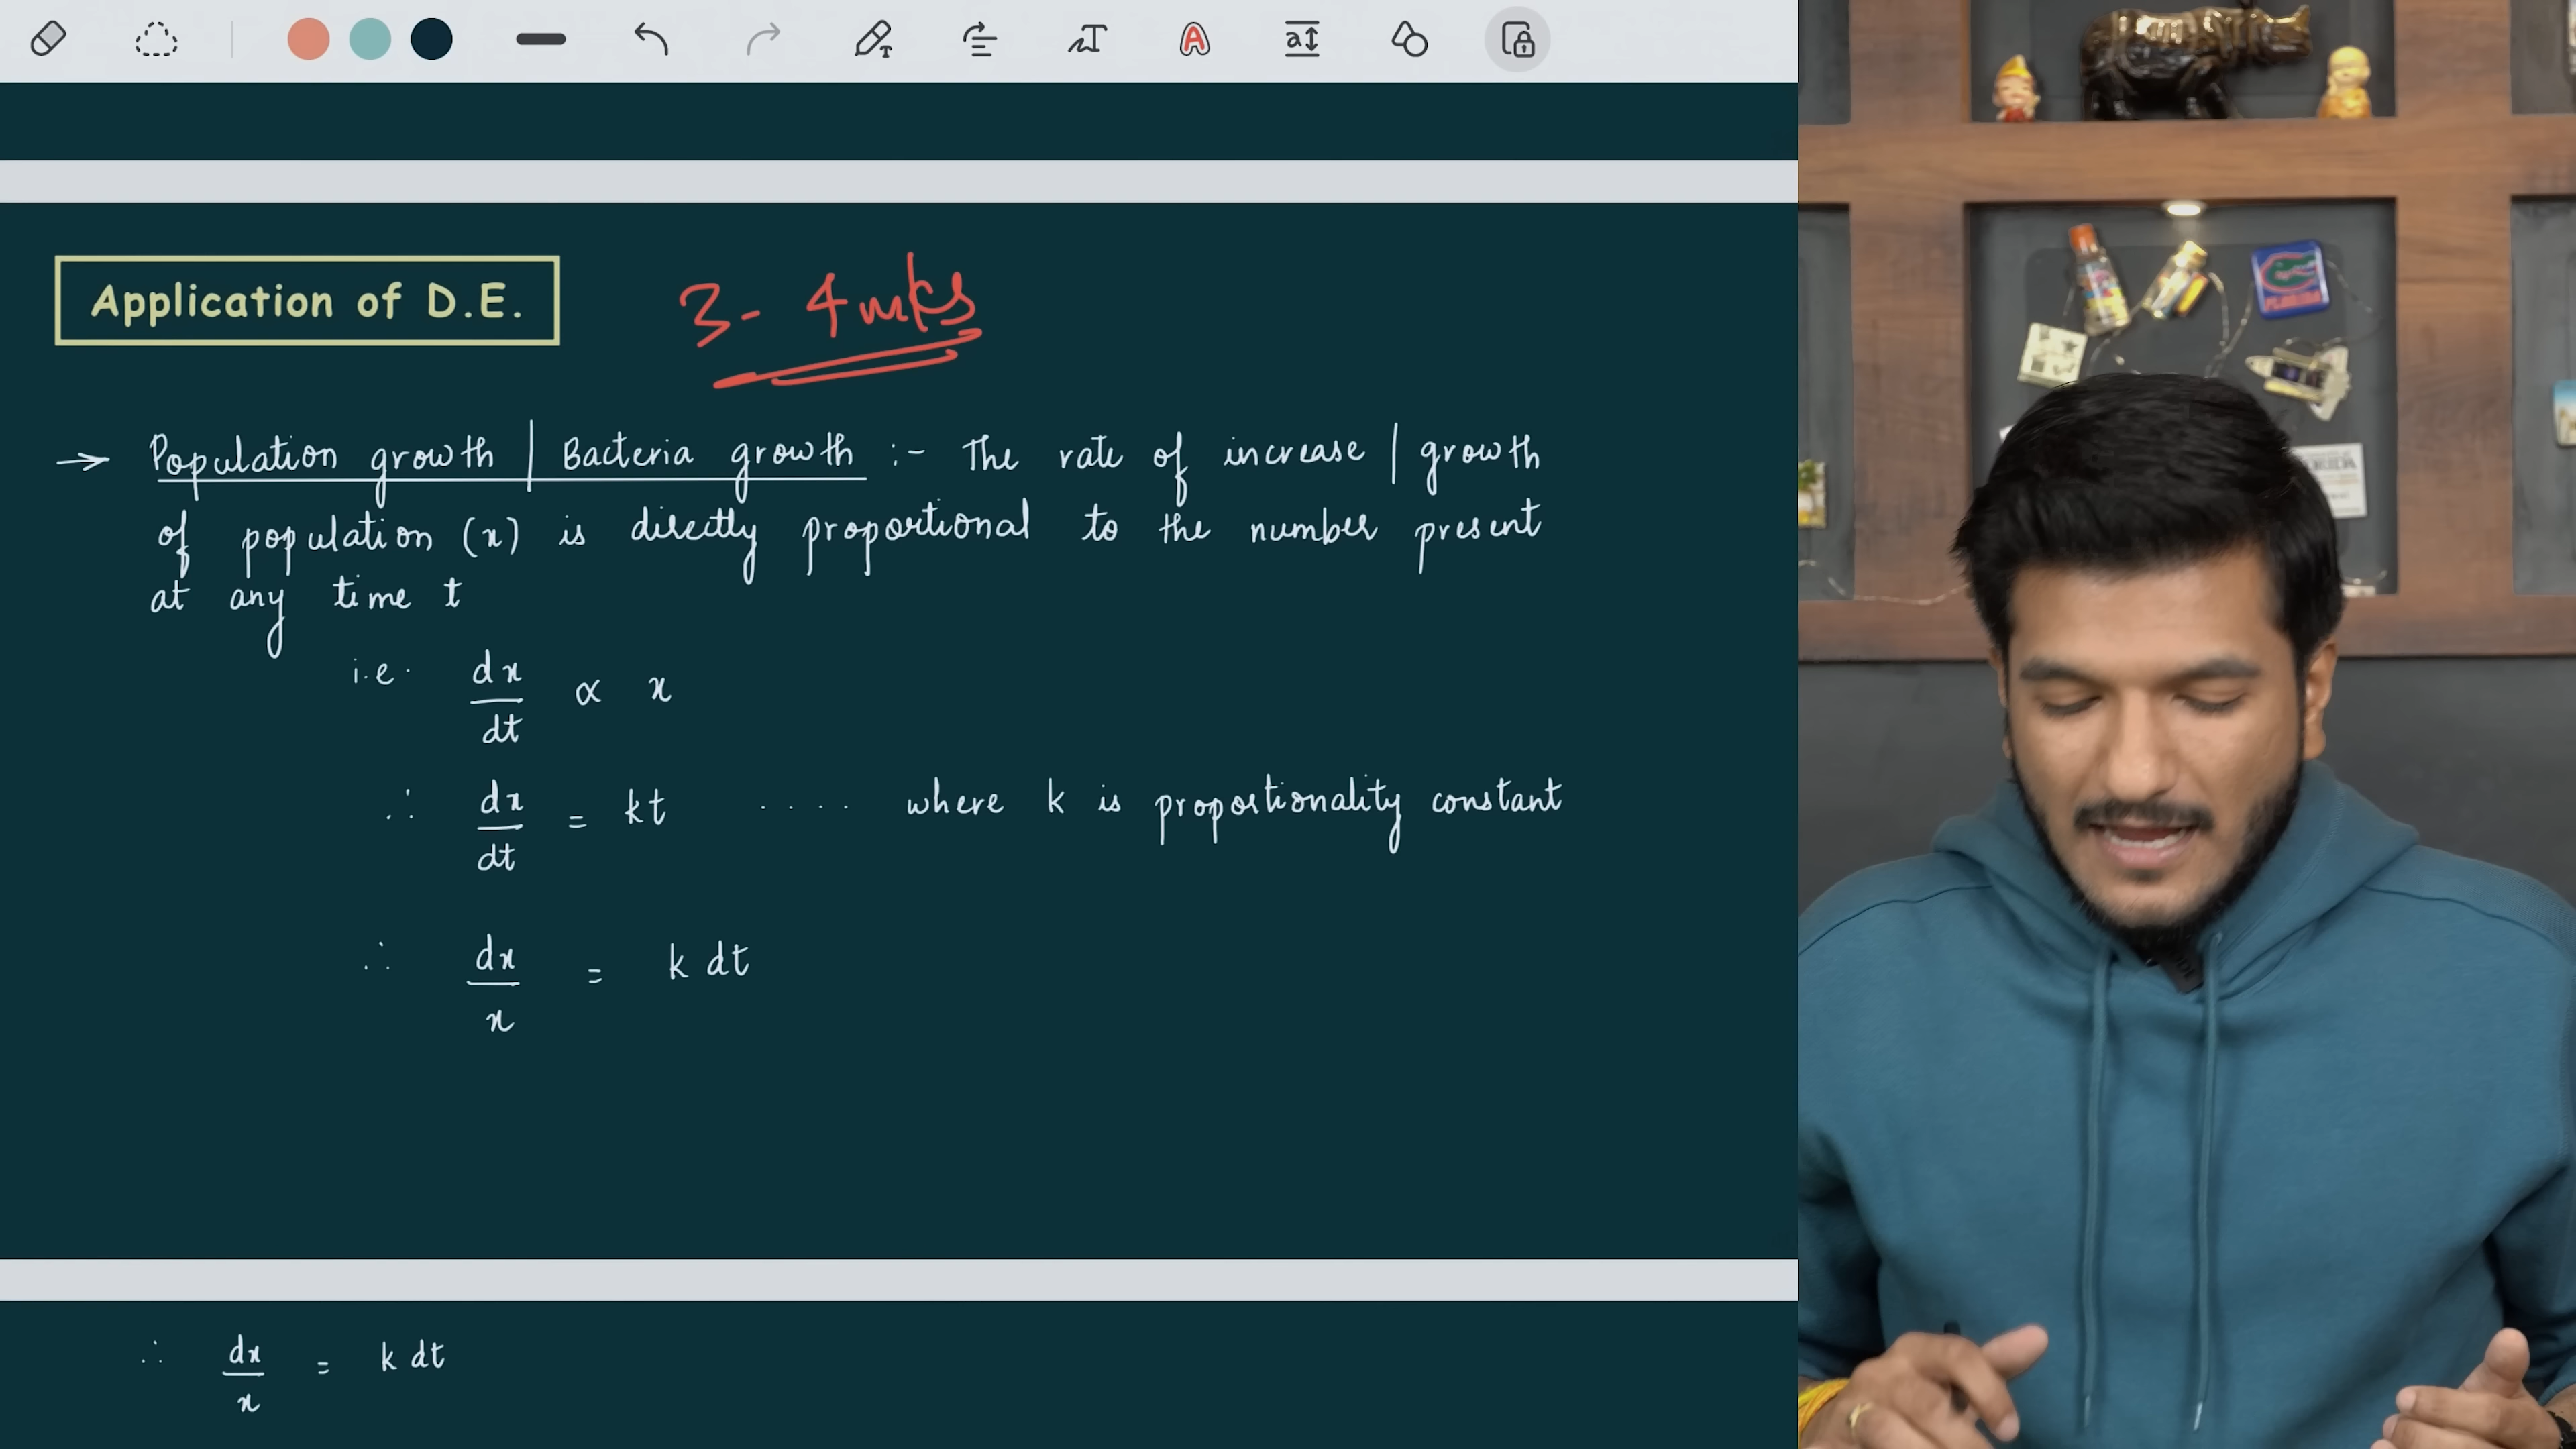 Application of D.E.
3 - 4 mks
→ Population growth | Bacteria growth :- The rate of increase | growth
of population (x) is directly proportional to the number present
at any time t
i.e. dx/dt ∝ x
∴ dx/dt = kt .... where k is proportionality constant
∴ dx/x = k dt
∴ dx/x = k dt
FLORIDA